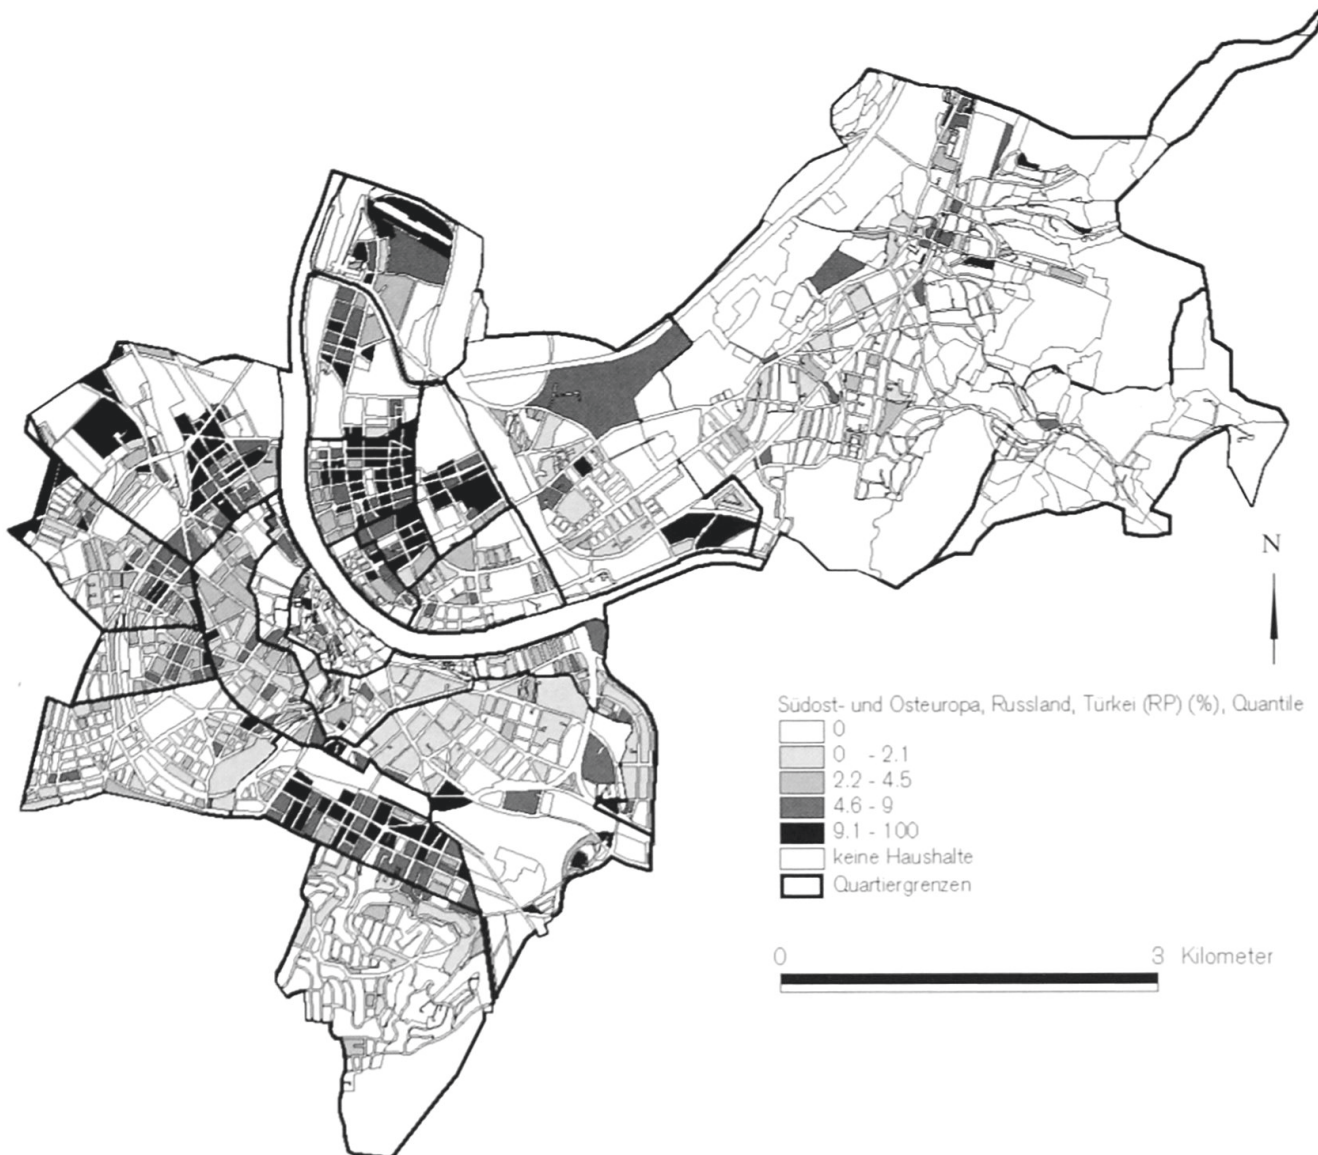 N
Südost- und Osteuropa, Russland, Türkei (RP) (%), Quantile
0
0 - 2.1
2.2 - 4.5
4.6 - 9
9.1 - 100
keine Haushalte
Quartiergrenzen
0 3 Kilometer